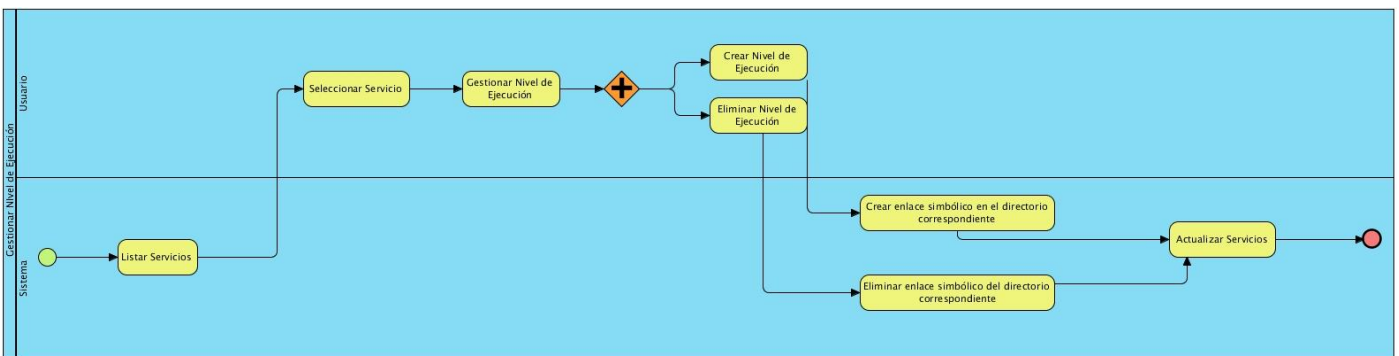 Gestionar NIvel de Ejecución
Usuario
Seleccionar Servicio
Gestionar Nivel de
Ejecución
Crear Nivel de
Ejecución
Eliminar Nivel de
Ejecución
Sistema
Listar Servicios
Crear enlace simbólico en el directorio
correspondiente
Eliminar enlace simbólico del directorio
correspondiente
Actualizar Servicios